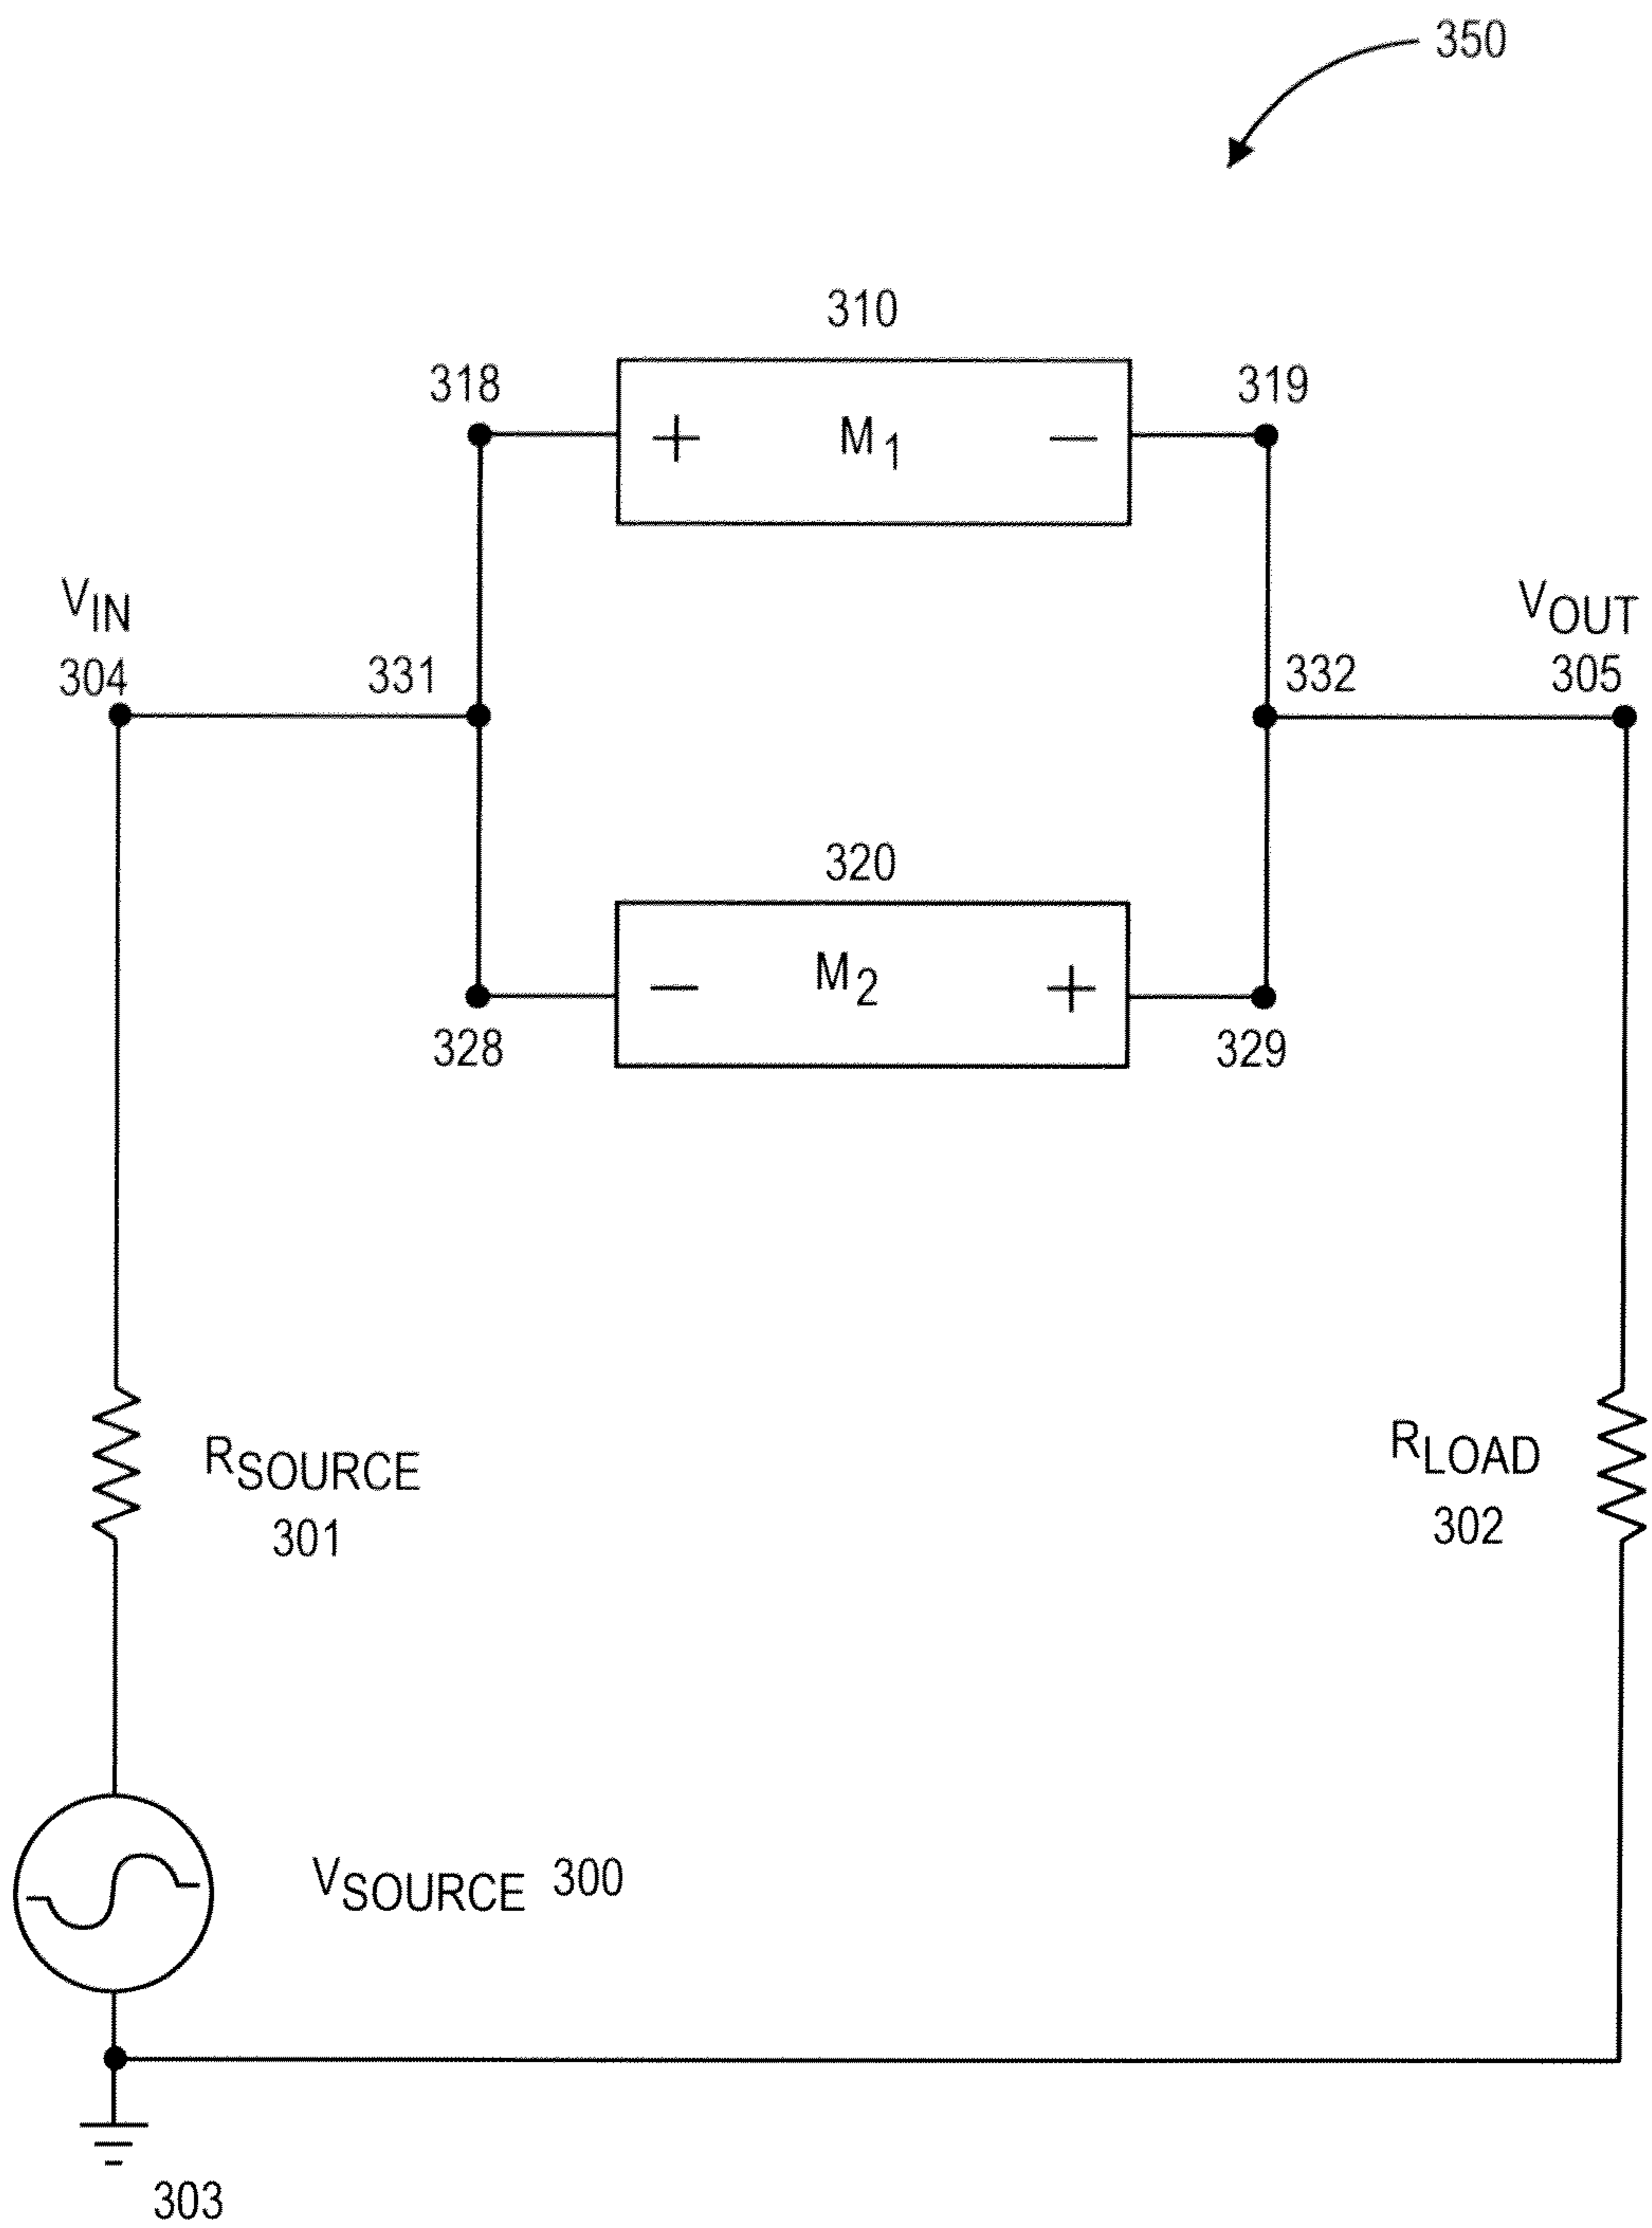 350
310
318
319
+ M1 −
VIN
304
331
332
VOUT
305
320
− M2 +
328
329
RSOURCE
301
RLOAD
302
VSOURCE 300
303